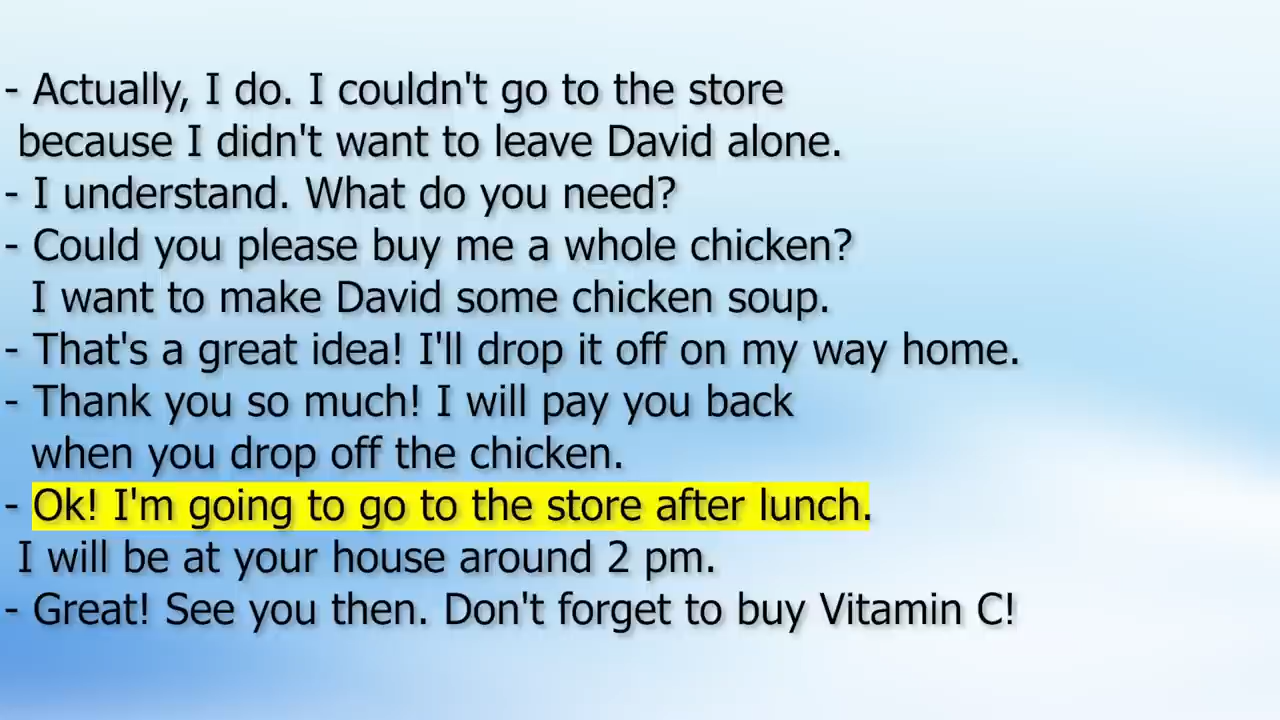 - Actually, I do. I couldn't go to the store
because I didn't want to leave David alone.
- I understand. What do you need?
- Could you please buy me a whole chicken?
I want to make David some chicken soup.
- That's a great idea! I'll drop it off on my way home.
- Thank you so much! I will pay you back
when you drop off the chicken.
- Ok! I'm going to go to the store after lunch.
I will be at your house around 2 pm.
- Great! See you then. Don't forget to buy Vitamin C!